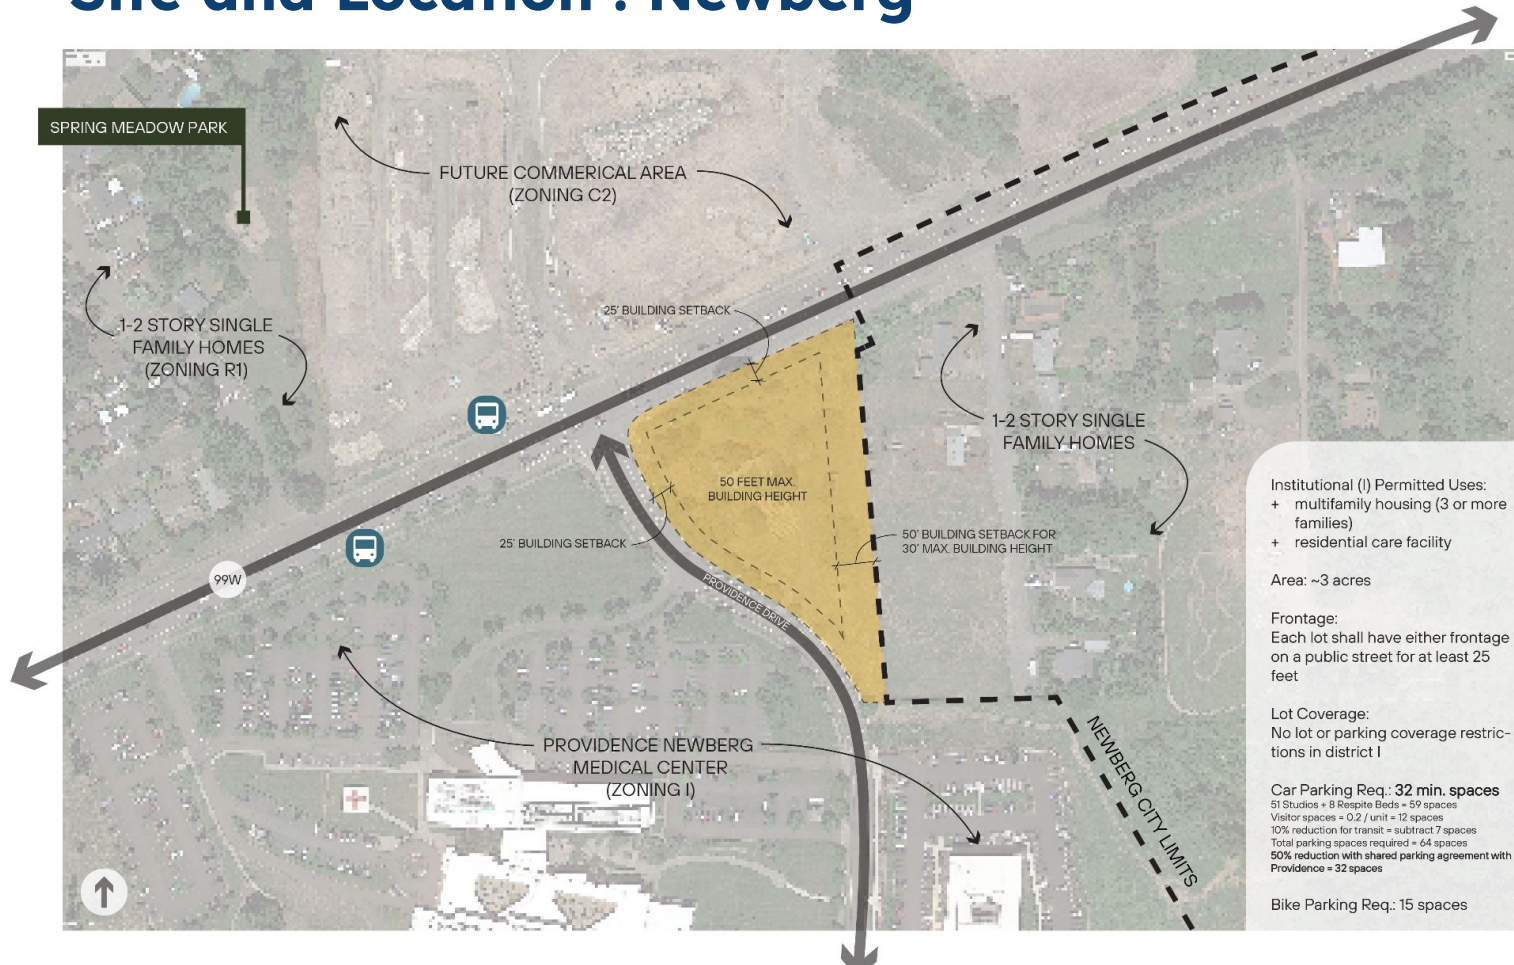 Site and Location : Newberg
SPRING MEADOW PARK
FUTURE COMMERICAL AREA
(ZONING C2)
25' BUILDING SETBACK
1-2 STORY SINGLE
FAMILY HOMES
(ZONING R1)
1-2 STORY SINGLE
FAMILY HOMES
50 FEET MAX.
BUILDING HEIGHT
25' BUILDING SETBACK
50' BUILDING SETBACK FOR
30' MAX. BUILDING HEIGHT
99W
PROVIDENCE DRIVE
PROVIDENCE NEWBERG
MEDICAL CENTER
(ZONING I)
NEWBERG CITY LIMITS
Institutional (I) Permitted Uses:
+ multifamily housing (3 or more
families)
+ residential care facility
Area: ~3 acres
Frontage:
Each lot shall have either frontage
on a public street for at least 25
feet
Lot Coverage:
No lot or parking coverage restric-
tions in district I
Car Parking Req.: 32 min. spaces
51 Studios + 8 Respite Beds = 59 spaces
Visitor spaces = 0.2 / unit = 12 spaces
10% reduction for transit = subtract 7 spaces
Total parking spaces required = 64 spaces
50% reduction with shared parking agreement with
Providence = 32 spaces
Bike Parking Req.: 15 spaces